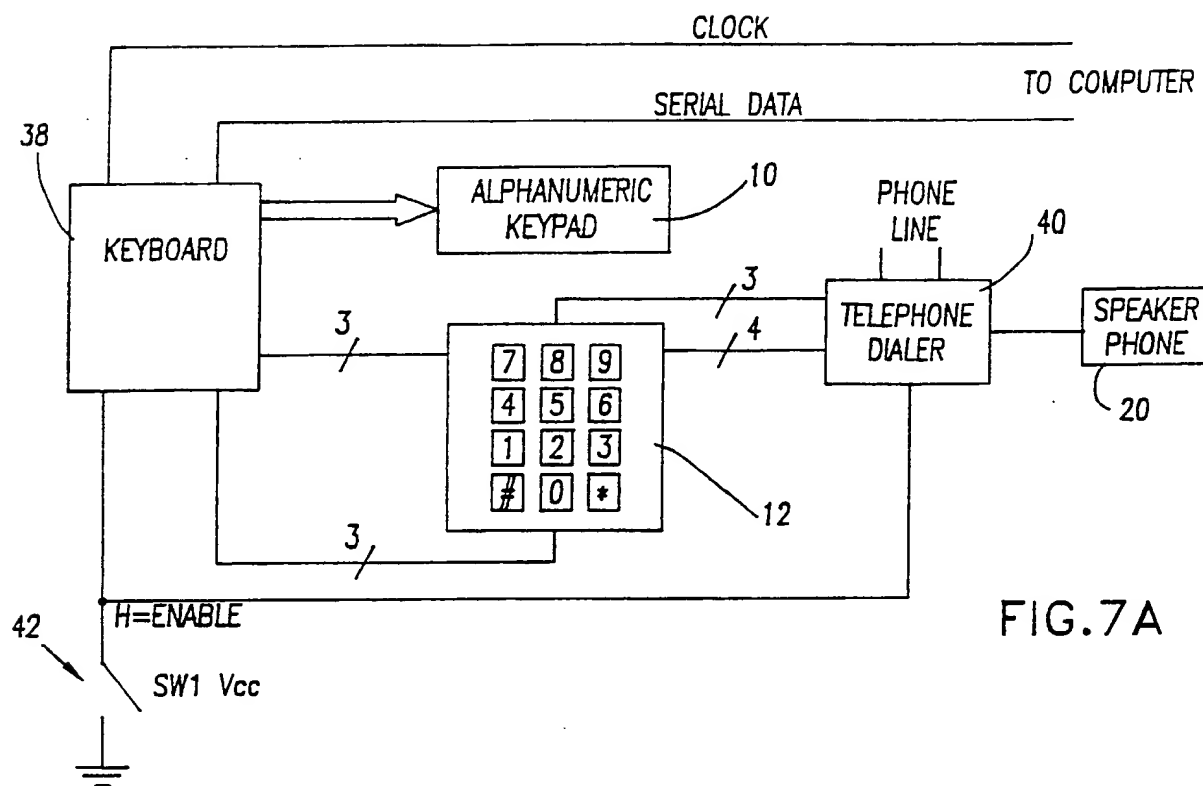 CLOCK
TO COMPUTER
SERIAL DATA
38
KEYBOARD
ALPHANUMERIC
KEYPAD
10
PHONE
LINE
40
TELEPHONE
DIALER
SPEAKER
PHONE
20
3
3
4
7 8 9
4 5 6
1 2 3
# 0 *
12
3
H=ENABLE
42
SW1 Vcc
FIG.7A